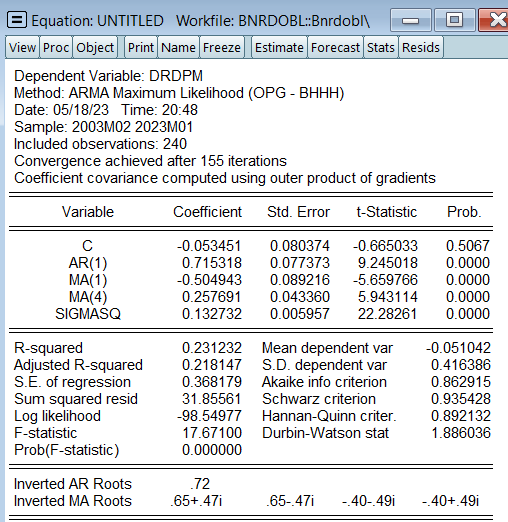 Equation: UNTITLED Workfile: BNRDOBL::Bnrdobl\
View Proc Object Print Name Freeze Estimate Forecast Stats Resids
Dependent Variable: DRDPM
Method: ARMA Maximum Likelihood (OPG - BHHH)
Date: 05/18/23 Time: 20:48
Sample: 2003M02 2023M01
Included observations: 240
Convergence achieved after 155 iterations
Coefficient covariance computed using outer product of gradients
Variable Coefficient Std. Error t-Statistic Prob.
C -0.053451 0.080374 -0.665033 0.5067
AR(1) 0.715318 0.077373 9.245018 0.0000
MA(1) -0.504943 0.089216 -5.659766 0.0000
MA(4) 0.257691 0.043360 5.943114 0.0000
SIGMASQ 0.132732 0.005957 22.28261 0.0000
R-squared 0.231232 Mean dependent var -0.051042
Adjusted R-squared 0.218147 S.D. dependent var 0.416386
S.E. of regression 0.368179 Akaike info criterion 0.862915
Sum squared resid 31.85561 Schwarz criterion 0.935428
Log likelihood -98.54977 Hannan-Quinn criter. 0.892132
F-statistic 17.67100 Durbin-Watson stat 1.886036
Prob(F-statistic) 0.000000
Inverted AR Roots .72
Inverted MA Roots .65+.47i .65-.47i -.40-.49i -.40+.49i